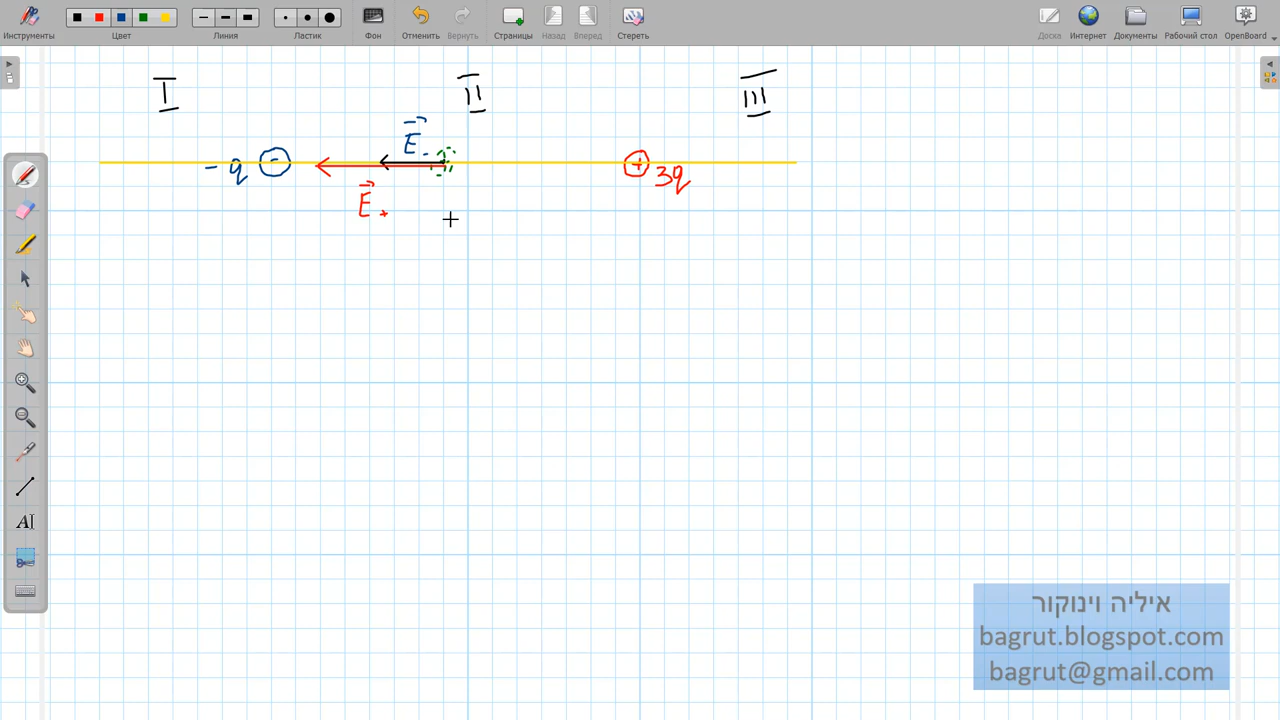 Инструменты Цвет Линия Ластик Фон Отменить Вернуть Страницы Назад Вперед Стереть Доска Интернет Документы Рабочий стол OpenBoard
I II III
E₋
- q - + 3q
E₊
AI
איליה וינוקור
bagrut.blogspot.com
bagrut@gmail.com